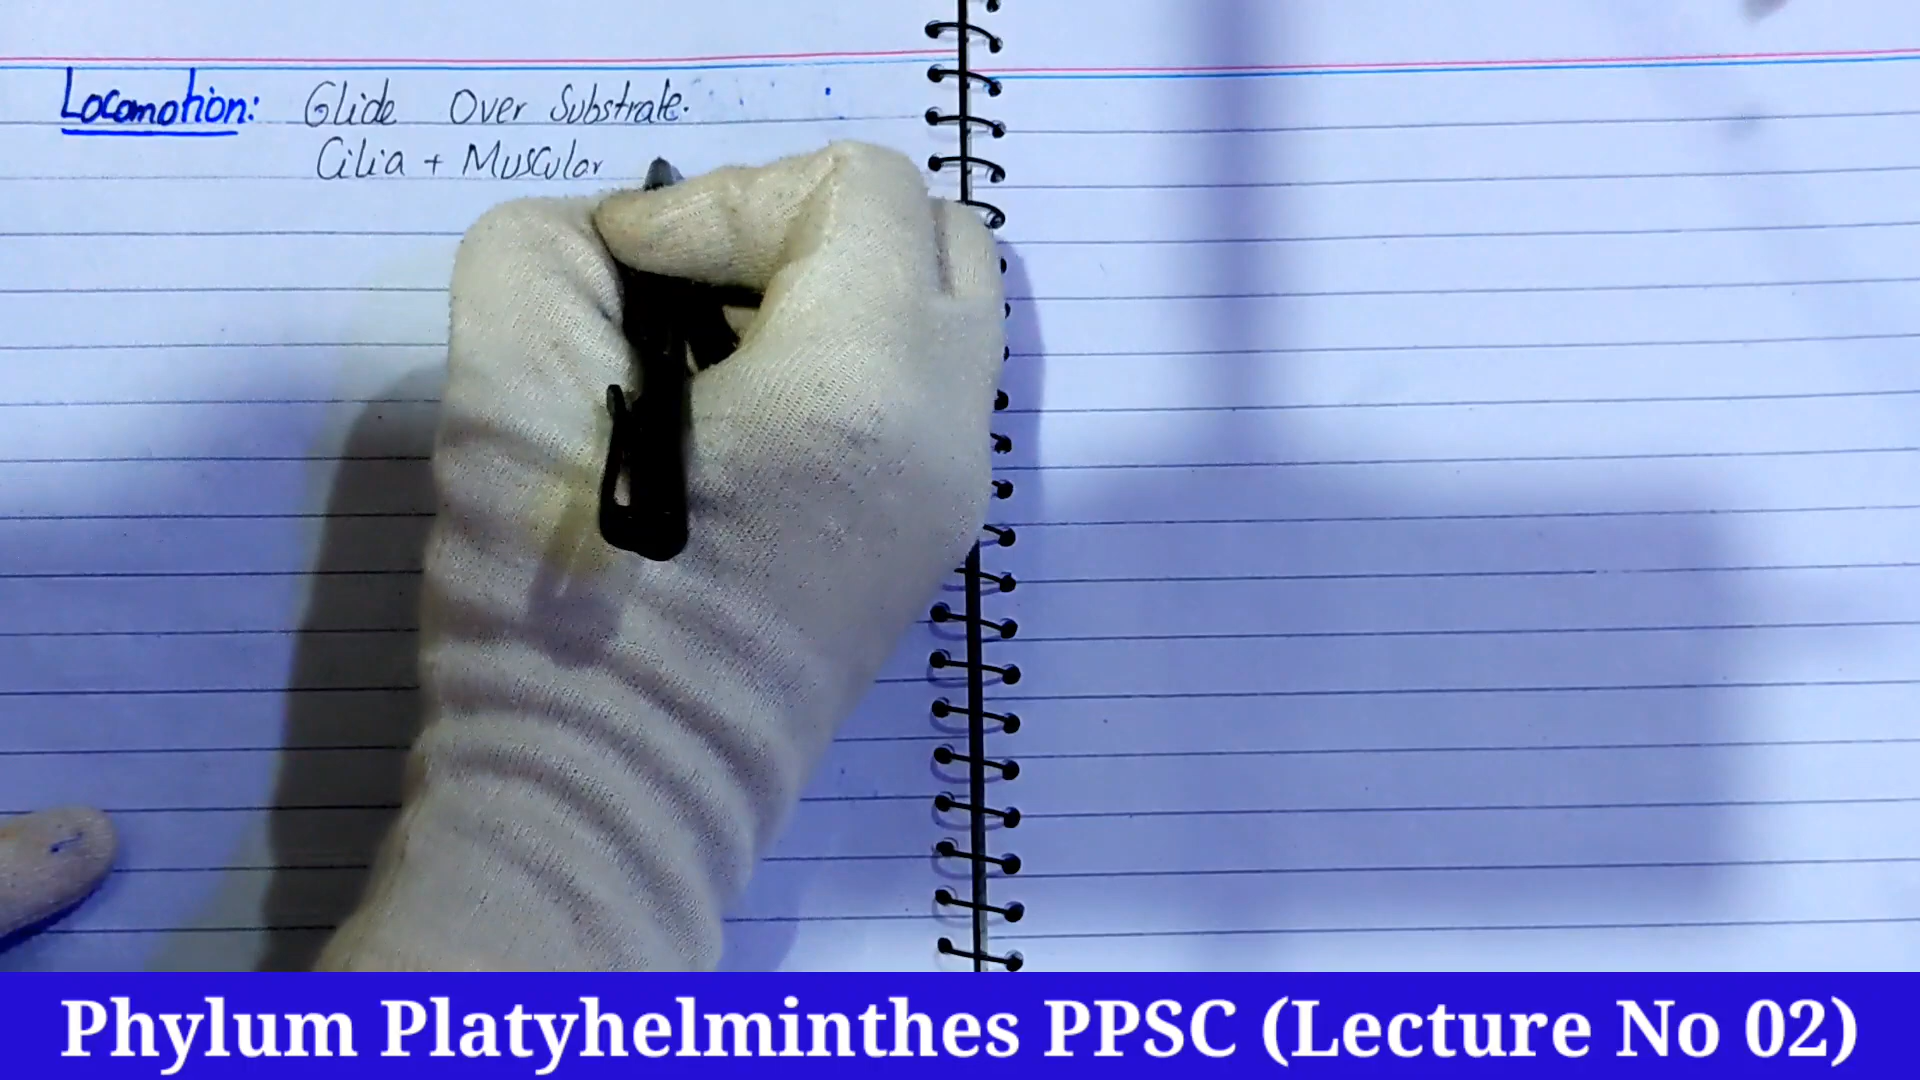 Locomotion: Glide Over Substrate.
Cilia + Muscular
Phylum Platyhelminthes PPSC (Lecture No 02)